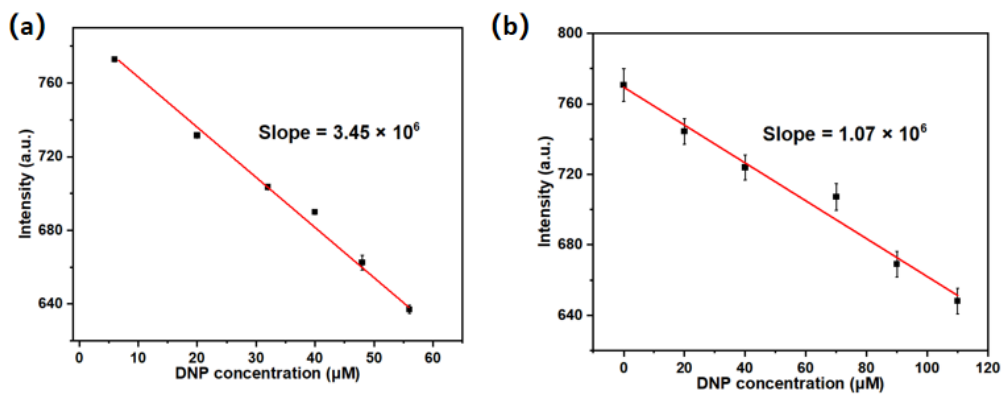 (a)
Intensity (a.u.)
760
720
680
640
Slope = 3.45 × 10⁶
0 10 20 30 40 50 60
DNP concentration (μM)
(b)
Intensity (a.u.)
800
760
720
680
640
Slope = 1.07 × 10⁶
0 20 40 60 80 100 120
DNP concentration (μM)